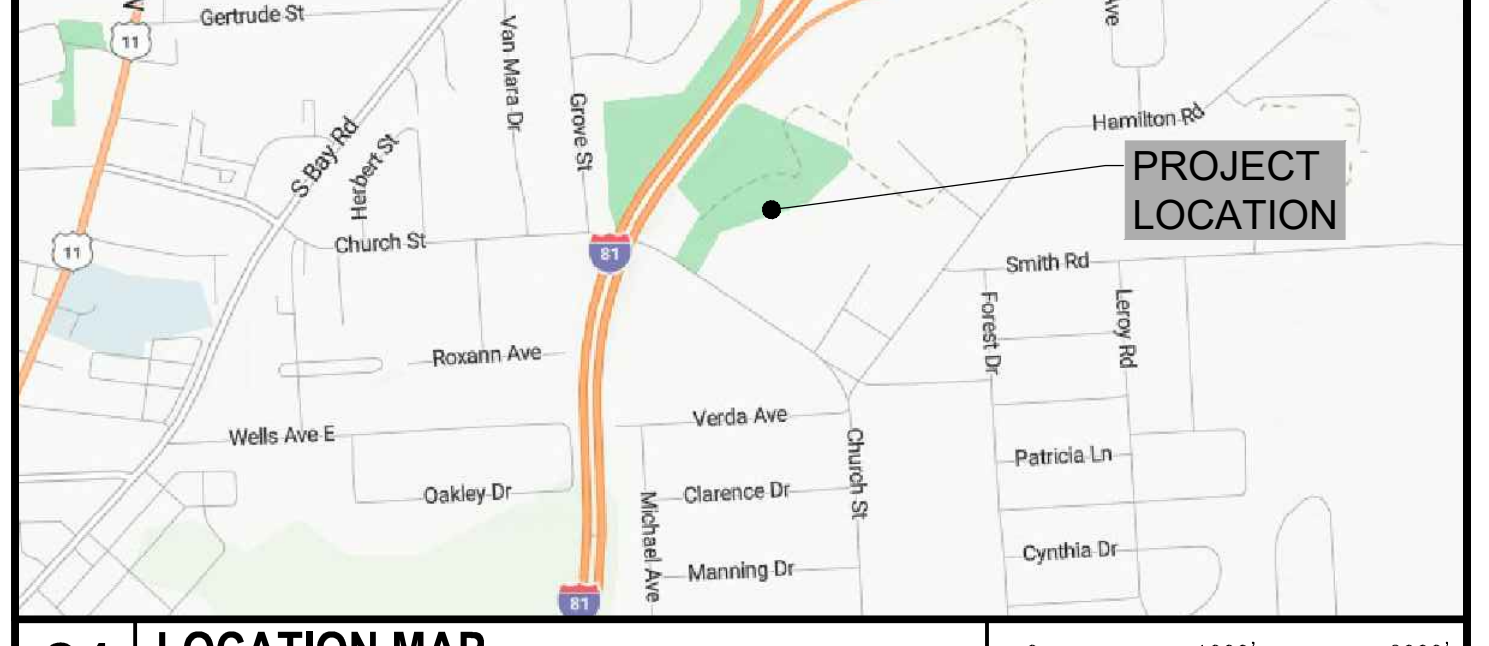 Gertrude St
11
Van Mara Dr
Grove St
Ave
S Bay Rd
Herbert St
Hamilton Rd
PROJECT
LOCATION
Church St
11
81
Smith Rd
Forest Dr
Leroy Rd
Roxann Ave
Verda Ave
Wells Ave E
Church St
Patricia Ln
Oakley Dr
Clarence Dr
Michael Ave
Manning Dr
Cynthia Dr
81
LOCATION MAP